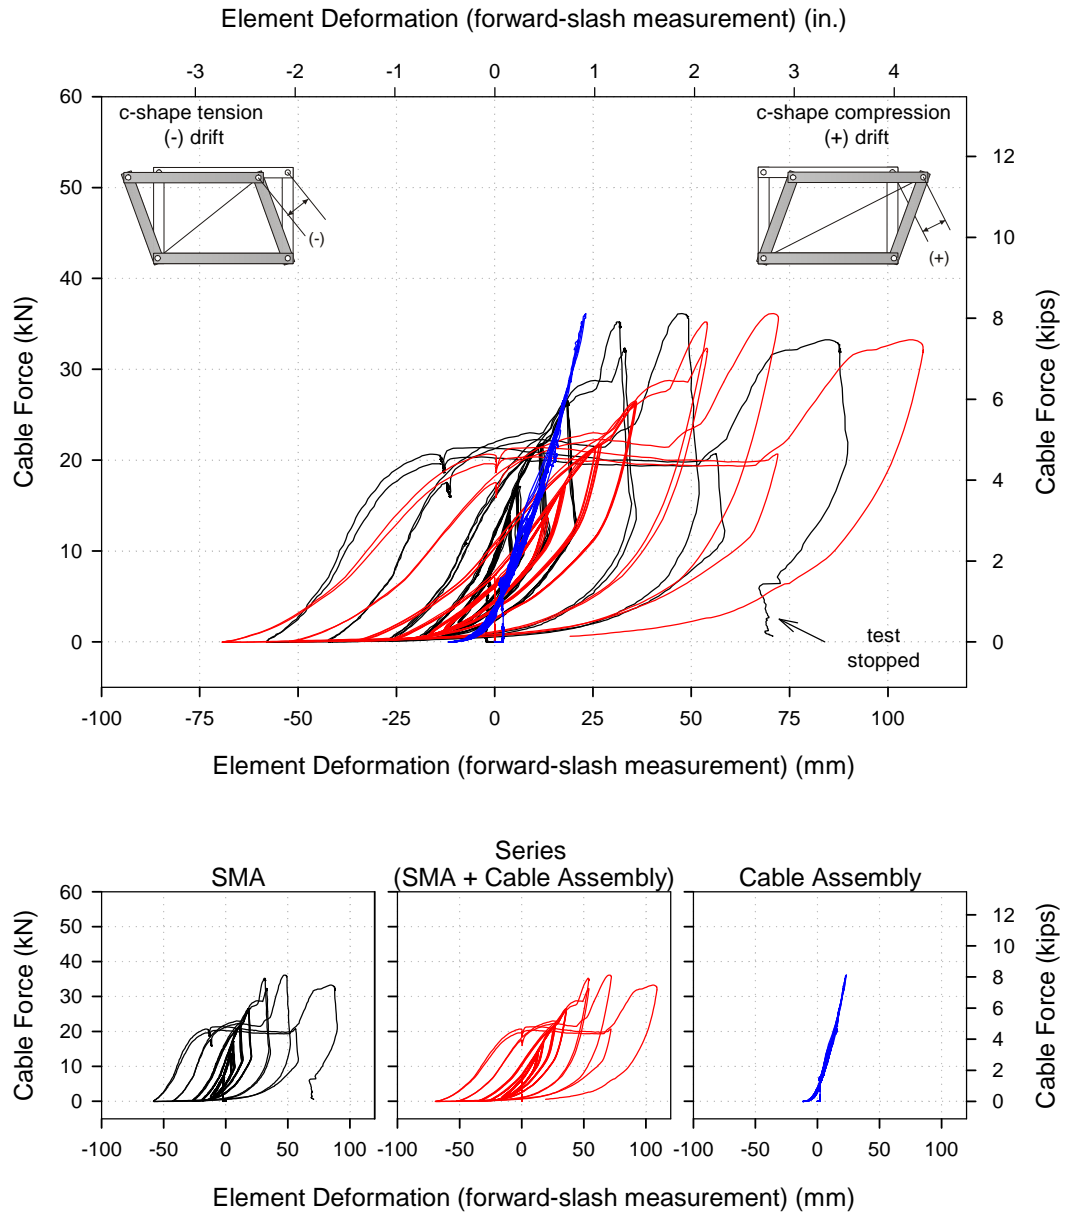 Element Deformation (forward-slash measurement) (in.)
-3 -2 -1 0 1 2 3 4
c-shape tension
(-) drift
c-shape compression
(+) drift
(-)
(+)
Cable Force (kN)
60
50
40
30
20
10
0
Cable Force (kips)
12
10
8
6
4
2
0
test
stopped
-100 -75 -50 -25 0 25 50 75 100
Element Deformation (forward-slash measurement) (mm)
SMA
Series
(SMA + Cable Assembly)
Cable Assembly
Cable Force (kN)
60
50
40
30
20
10
0
Cable Force (kips)
12
10
8
6
4
2
0
-100 -50 0 50 100
-100 -50 0 50 100
-100 -50 0 50 100
Element Deformation (forward-slash measurement) (mm)